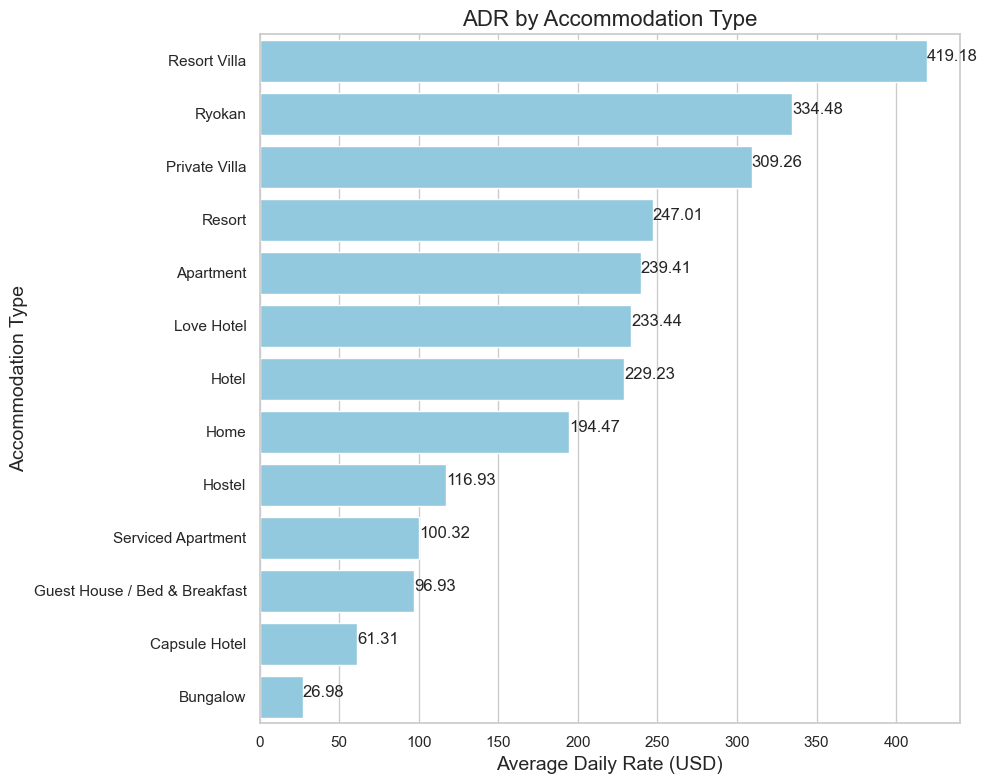 ADR by Accommodation Type
Accommodation Type
Resort Villa 419.18
Ryokan 334.48
Private Villa 309.26
Resort 247.01
Apartment 239.41
Love Hotel 233.44
Hotel 229.23
Home 194.47
Hostel 116.93
Serviced Apartment 100.32
Guest House / Bed & Breakfast 96.93
Capsule Hotel 61.31
Bungalow 26.98
0 50 100 150 200 250 300 350 400
Average Daily Rate (USD)